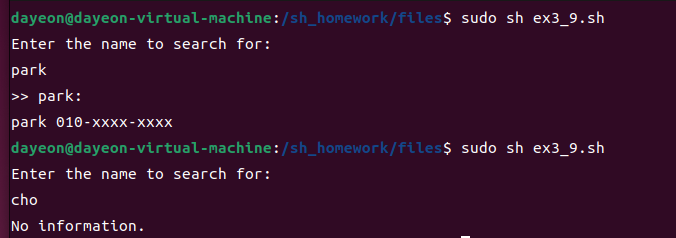 dayeon@dayeon-virtual-machine:/sh_homework/files$ sudo sh ex3_9.sh
Enter the name to search for:
park
>> park:
park 010-xxxx-xxxx
dayeon@dayeon-virtual-machine:/sh_homework/files$ sudo sh ex3_9.sh
Enter the name to search for:
cho
No information.